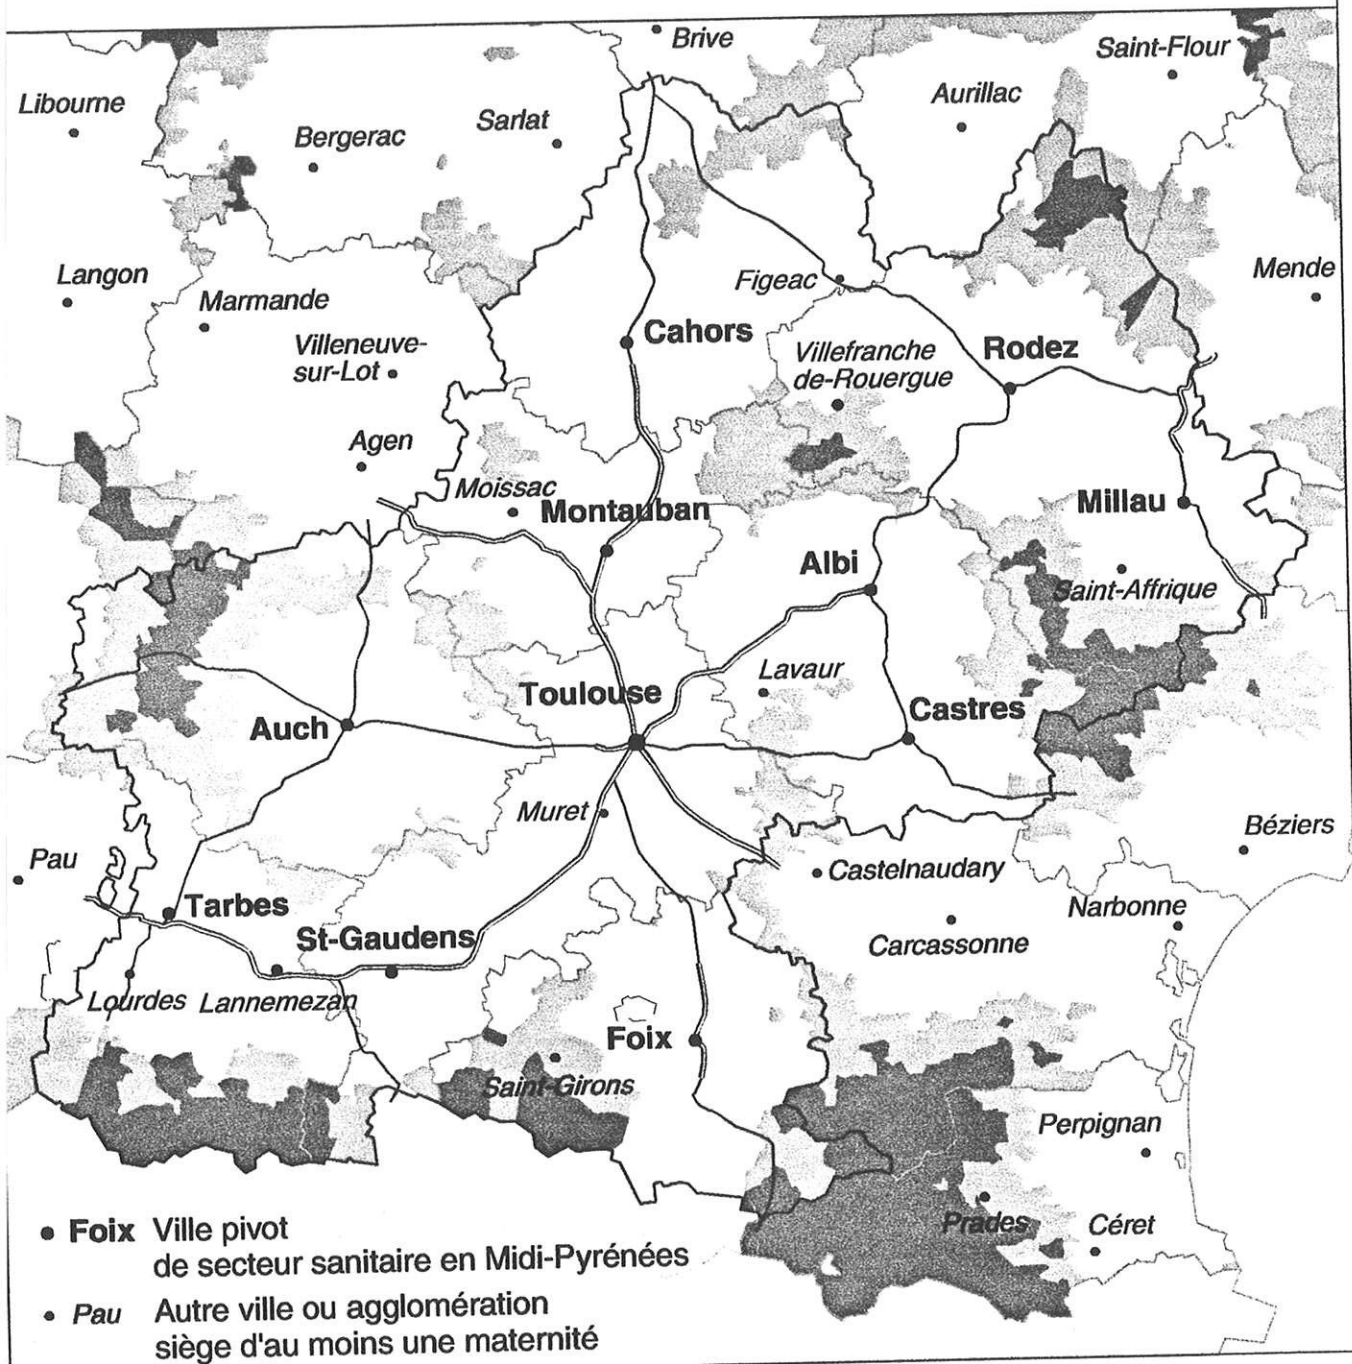 Brive
Saint-Flour
Libourne
Aurillac
Sarlat
Bergerac
Langon
Mende
Figeac
Marmande
Cahors
Villeneuve-
sur-Lot
Villefranche
de-Rouergue
Rodez
Agen
Moissac
Montauban
Millau
Albi
Saint-Affrique
Lavaur
Toulouse
Auch
Castres
Muret
Béziers
Pau
Castelnaudary
Tarbes
Narbonne
St-Gaudens
Carcassonne
Lourdes
Lannemezan
Foix
Saint-Girons
Perpignan
Prades
Céret
Foix Ville pivot
de secteur sanitaire en Midi-Pyrénées
Pau Autre ville ou agglomération
siège d'au moins une maternité